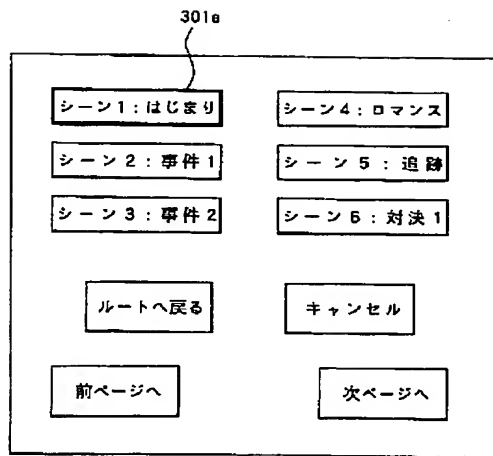 301e
シーン1:はじまり
シーン4:ロマンス
シーン2:事件1
シーン5:追跡
シーン3:事件2
シーン6:対決1
ルートへ戻る
キャンセル
前ページへ
次ページへ